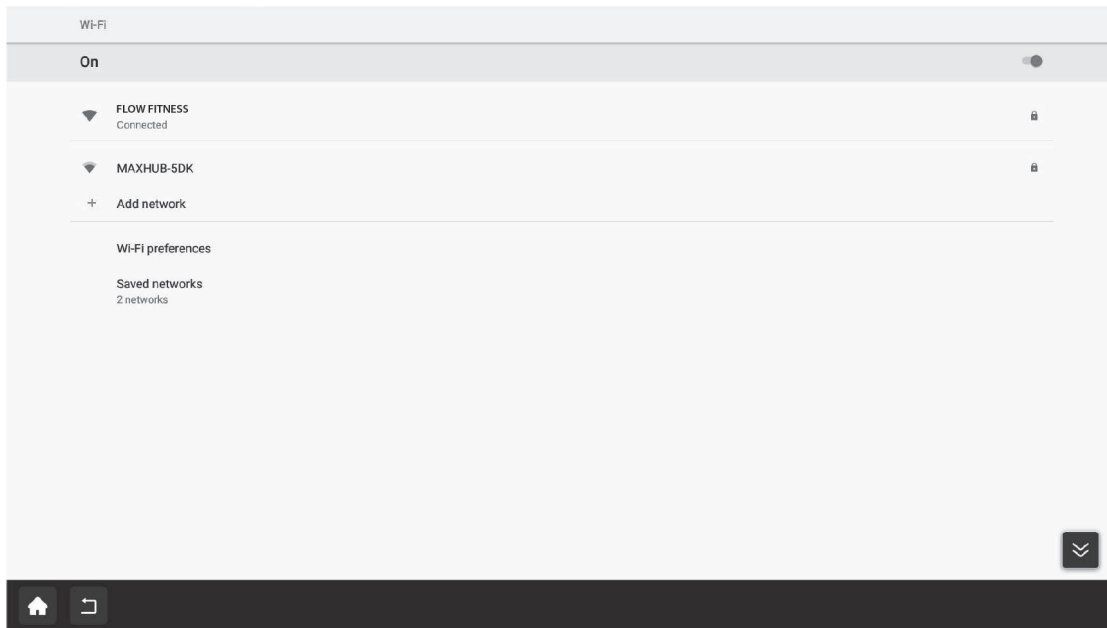 Wi-Fi
On
FLOW FITNESS
Connected
MAXHUB-5DK
Add network
Wi-Fi preferences
Saved networks
2 networks